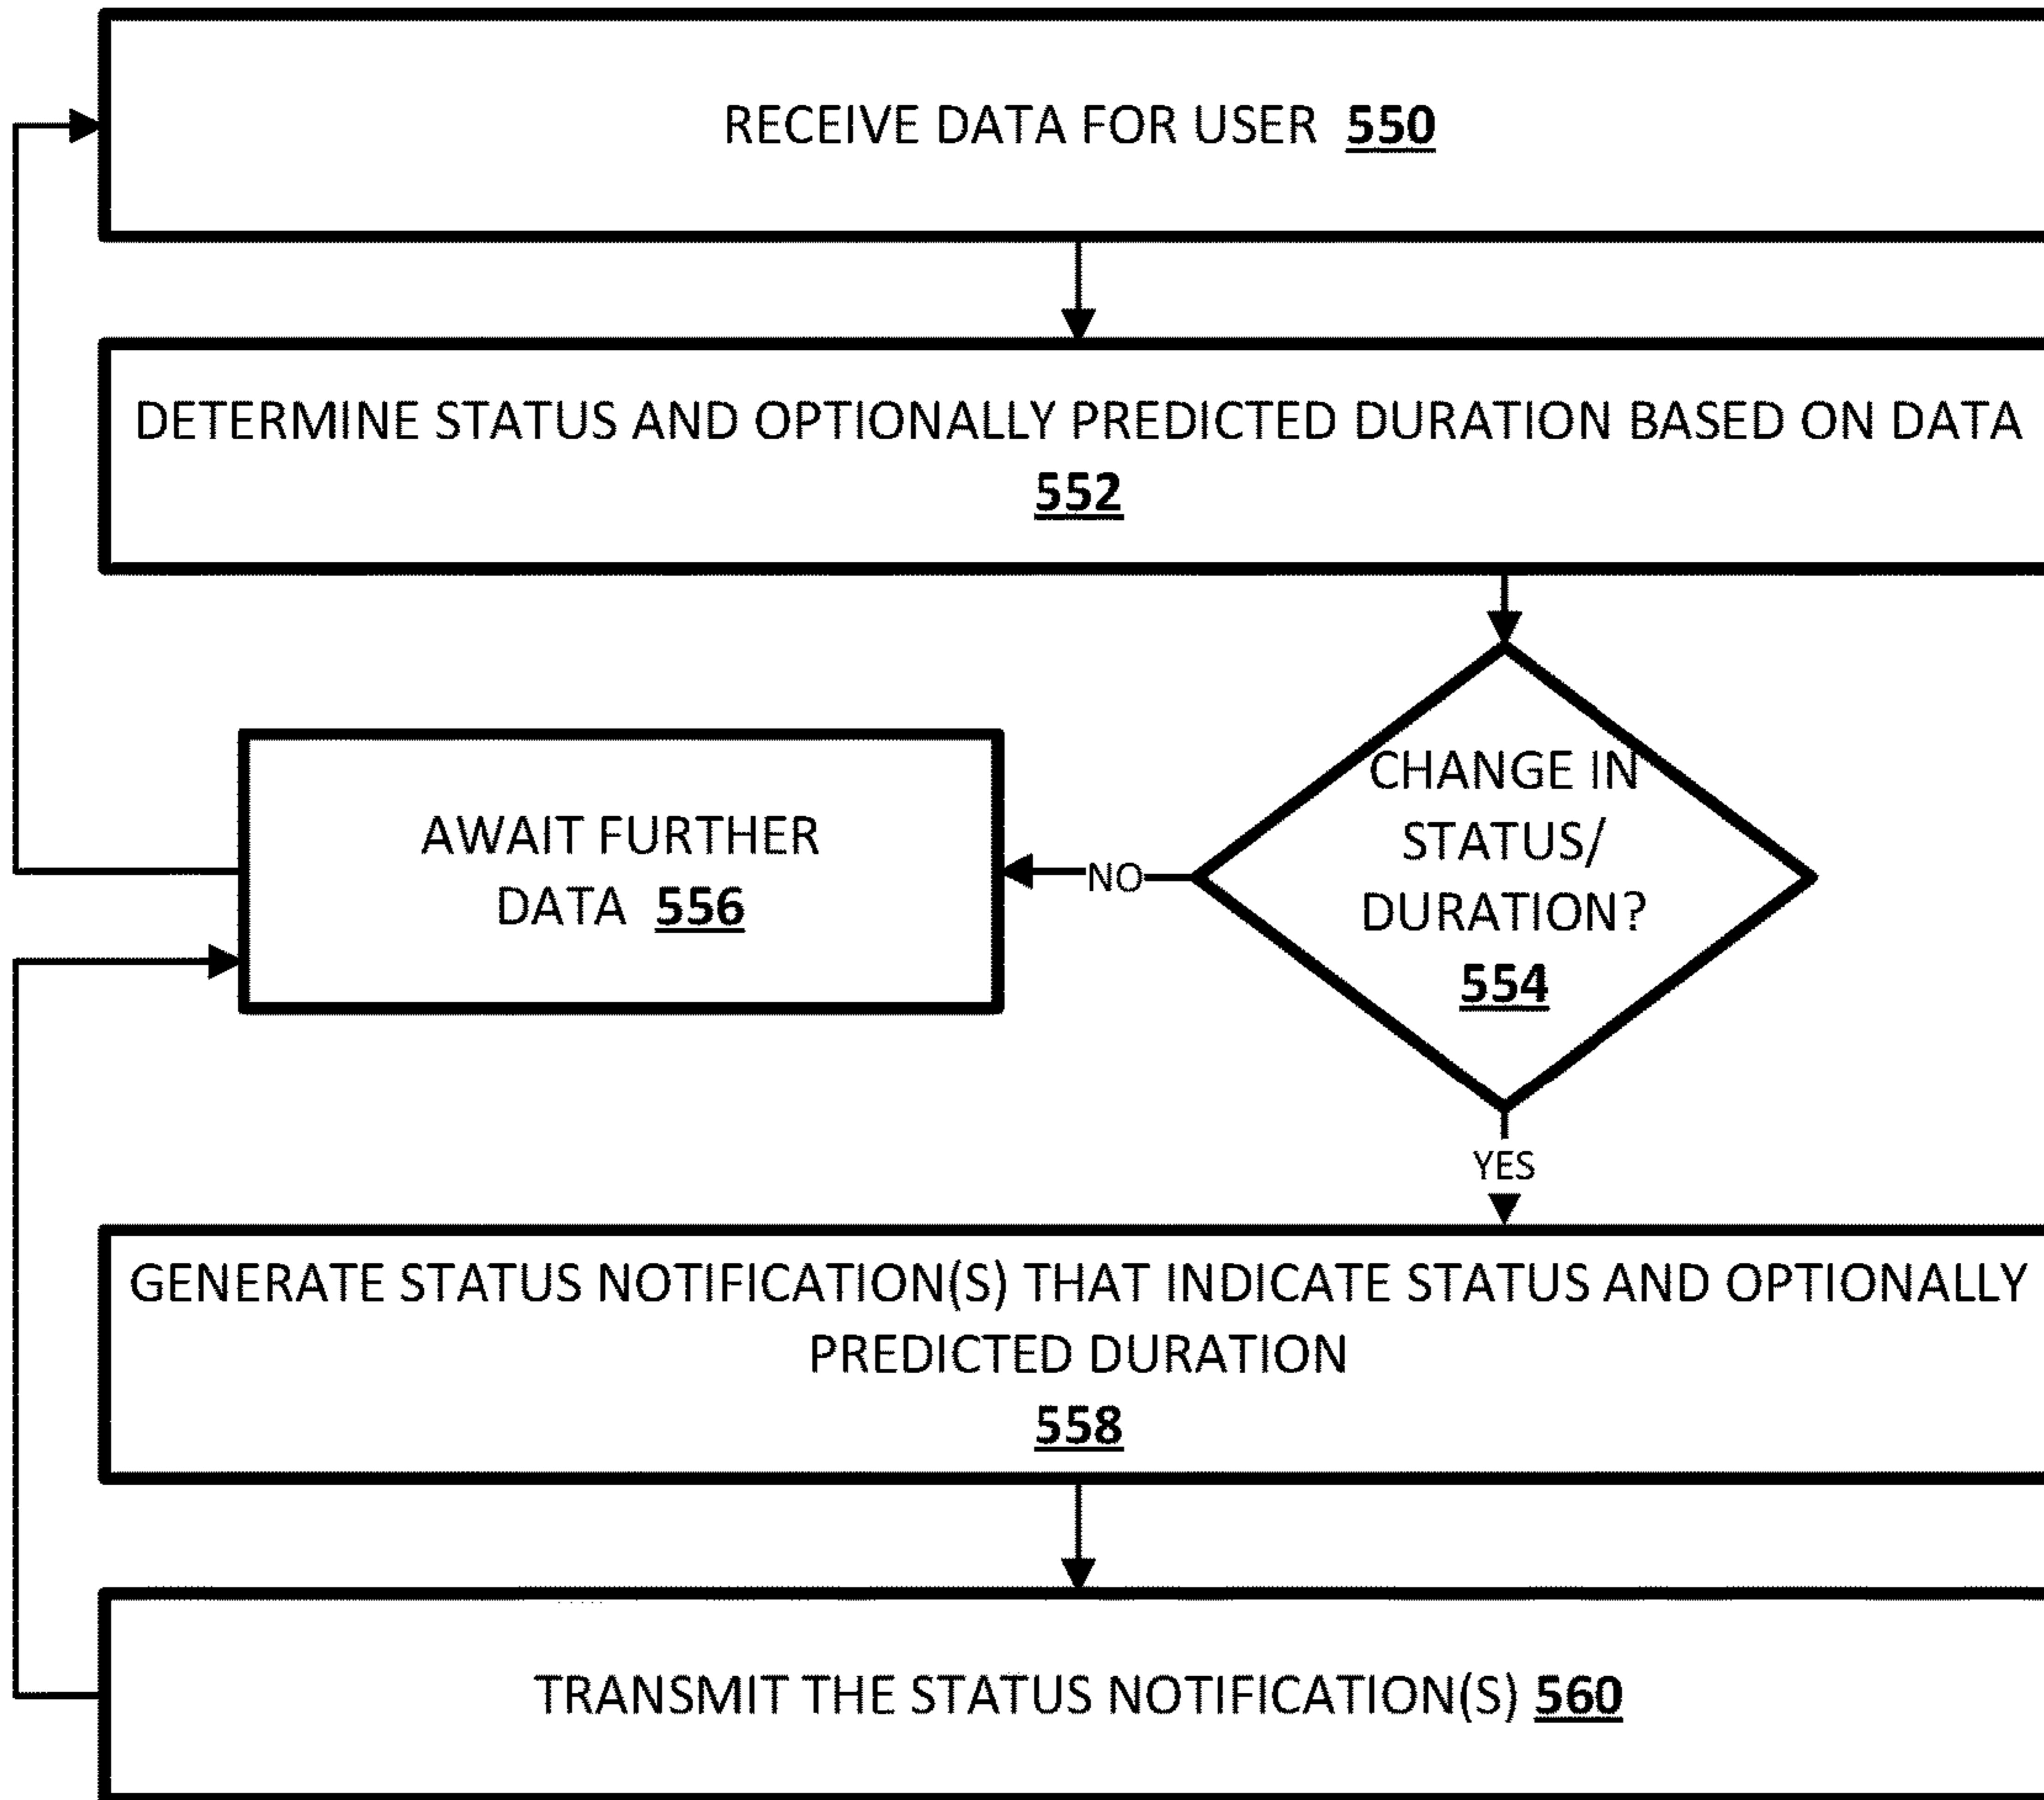 RECEIVE DATA FOR USER 550
DETERMINE STATUS AND OPTIONALLY PREDICTED DURATION BASED ON DATA
552
CHANGE IN
STATUS/
DURATION?
554
NO
AWAIT FURTHER
DATA 556
YES
GENERATE STATUS NOTIFICATION(S) THAT INDICATE STATUS AND OPTIONALLY
PREDICTED DURATION
558
TRANSMIT THE STATUS NOTIFICATION(S) 560